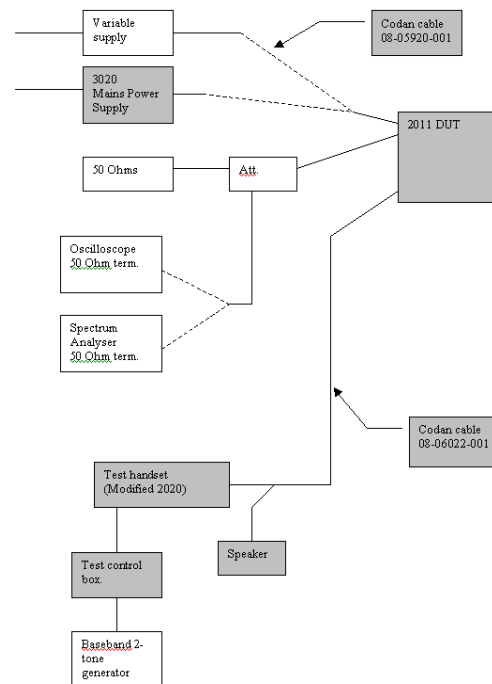 Variable
supply
Codan cable
08-05920-001
3020
Mains Power
Supply
2011 DUT
50 Ohms
Att.
Oscilloscope
50 Ohm term.
Spectrum
Analyser
50 Ohm term.
Codan cable
08-06022-001
Test handset
(Modified 2020)
Speaker
Test control
box.
Baseband 2-
tone
generator